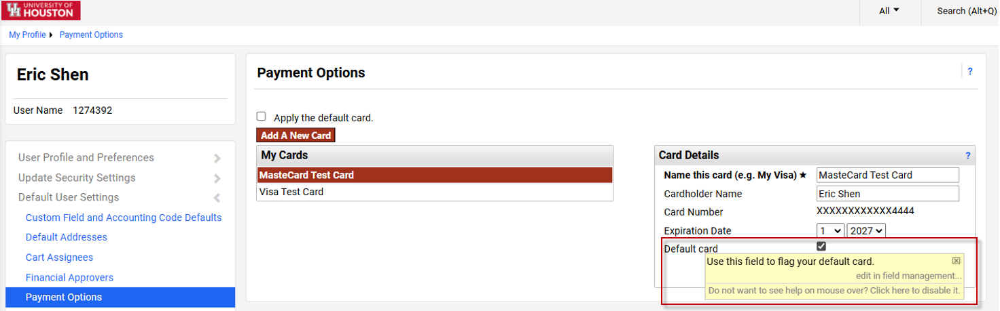 UNIVERSITY OF
HOUSTON
All
Search (Alt+Q)
My Profile Payment Options
Eric Shen
User Name 1274392
User Profile and Preferences
Update Security Settings
Default User Settings
Custom Field and Accounting Code Defaults
Default Addresses
Cart Assignees
Financial Approvers
Payment Options
Payment Options
?
Apply the default card.
Add A New Card
My Cards
MasteCard Test Card
Visa Test Card
Card Details ?
Name this card (e.g. My Visa) ★ MasteCard Test Card
Cardholder Name Eric Shen
Card Number XXXXXXXXXXXX4444
Expiration Date 1 2027
Default card
Use this field to flag your default card.
edit in field management...
Do not want to see help on mouse over? Click here to disable it.